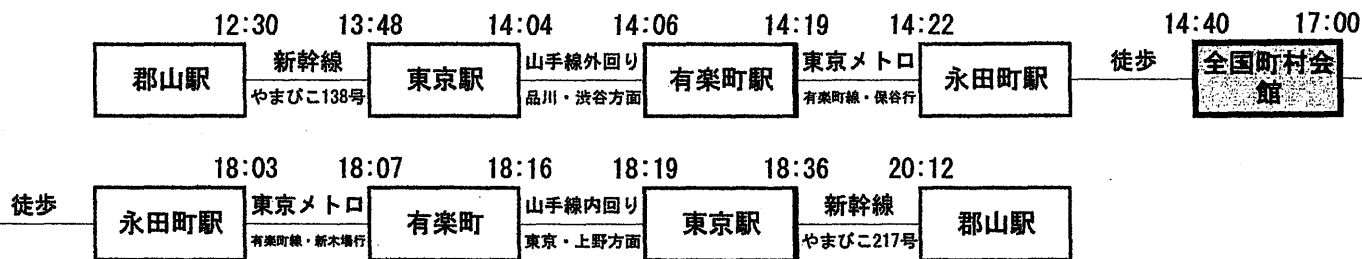 12:30 13:48 14:04 14:06 14:19 14:22 14:40 17:00
郡山駅 新幹線 東京駅 山手線外回り 有楽町駅 東京メトロ 永田町駅 徒歩 全国町村会館
やまびこ138号 品川・渋谷方面 有楽町線・保谷行
18:03 18:07 18:16 18:19 18:36 20:12
徒歩 永田町駅 東京メトロ 有楽町 山手線内回り 東京駅 新幹線 郡山駅
有楽町線・新木場行 東京・上野方面 やまびこ217号